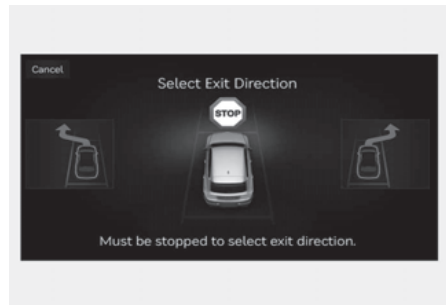 Cancel
Select Exit Direction
STOP
Must be stopped to select exit direction.